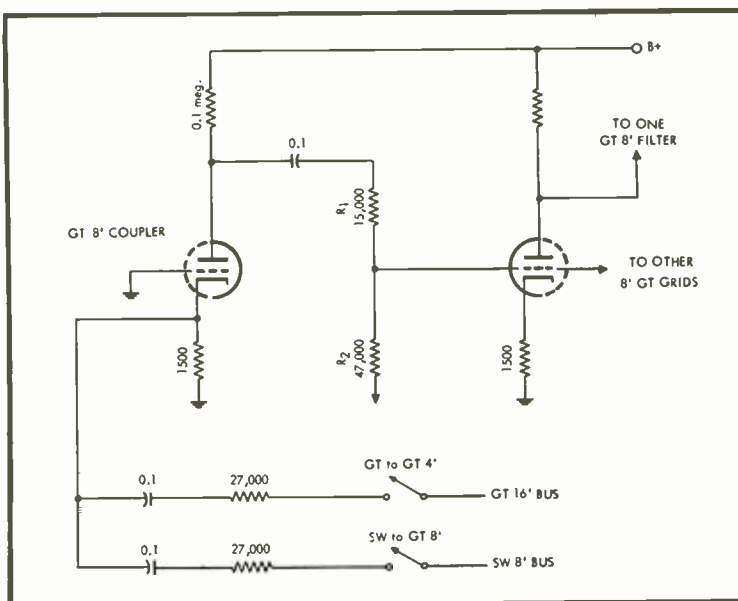 B+
0.1 meg.
TO ONE
GT 8' FILTER
0.1
R1
15,000
GT 8' COUPLER
TO OTHER
8' GT GRIDS
R2
47,000
1500
1500
GT to GT 4'
0.1
27,000
GT 16' BUS
SW to GT 8'
0.1
27,000
SW 8' BUS